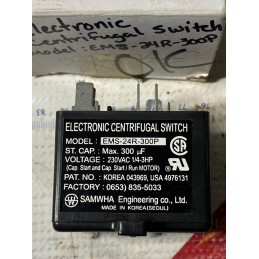 Electronic
Centrifugal Switch
Model: EMS-24R-300P
ELECTRONIC CENTRIFUGAL SWITCH
MODEL : EMS-24R-300P
ST. CAP. : Max. 300 µF
VOLTAGE : 230VAC 1/4-3HP
(Cap. Start and Cap. Start / Run MOTOR)
PAT. NO. : KOREA 043969, USA 4976131
FACTORY : (0653) 835-5033
SAMWHA Engineering co., Ltd.
MADE IN KOREA (SEOUL)